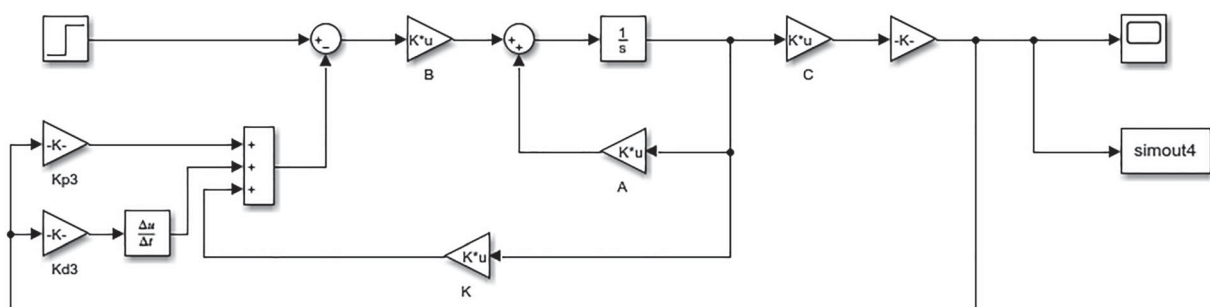 +
−
K*u
B
+
+
1
s
K*u
C
-K-
-K-
Kp3
+
+
+
K*u
A
simout4
-K-
Kd3
Δu
Δt
K*u
K